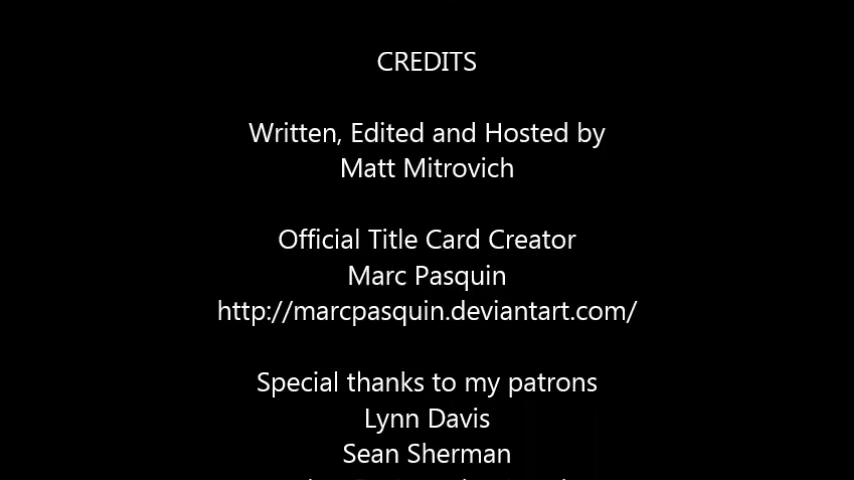 CREDITS
Written, Edited and Hosted by
Matt Mitrovich
Official Title Card Creator
Marc Pasquin
http://marcpasquin.deviantart.com/
Special thanks to my patrons
Lynn Davis
Sean Sherman